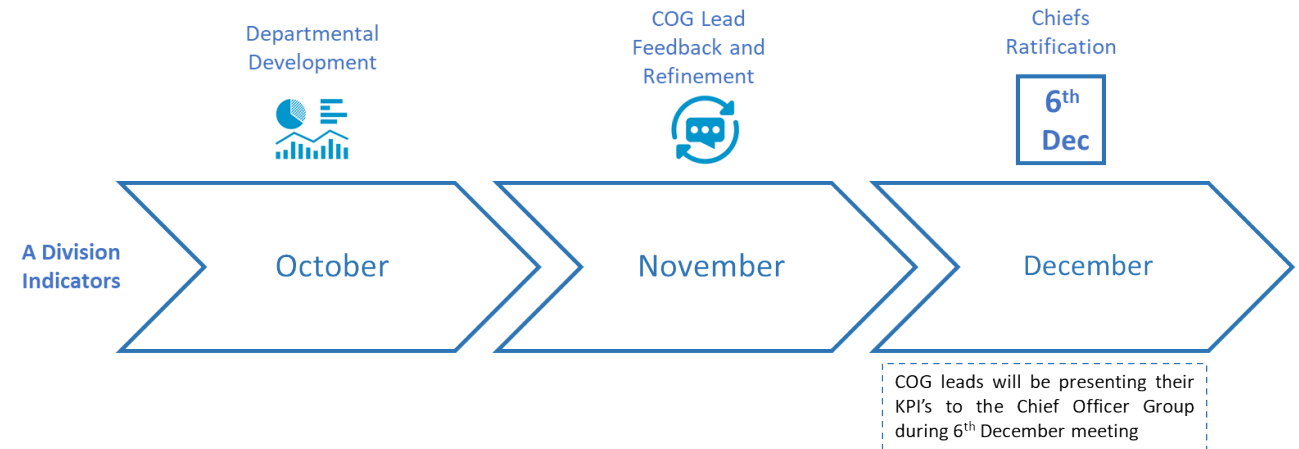 Departmental
Development
COG Lead
Feedback and
Refinement
Chiefs
Ratification
6th
Dec
A Division
Indicators
October
November
December
COG leads will be presenting their
KPI’s to the Chief Officer Group
during 6th December meeting